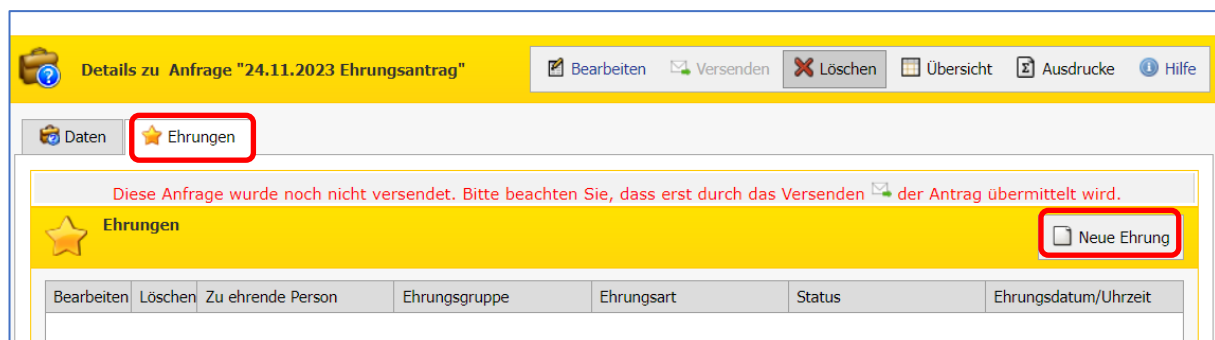 Details zu Anfrage "24.11.2023 Ehrungsantrag" Bearbeiten Versenden Löschen Übersicht Ausdrucke Hilfe
Daten Ehrungen
Diese Anfrage wurde noch nicht versendet. Bitte beachten Sie, dass erst durch das Versenden der Antrag übermittelt wird.
Ehrungen
Neue Ehrung
Bearbeiten Löschen Zu ehrende Person Ehrungsgruppe Ehrungsart Status Ehrungsdatum/Uhrzeit